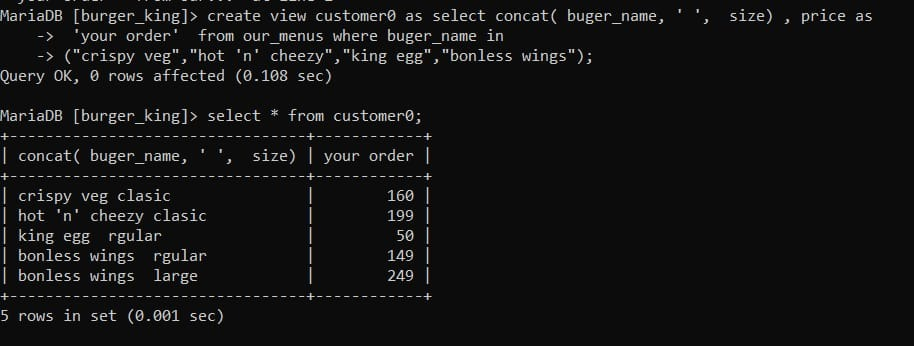 MariaDB [burger_king]> create view customer0 as select concat( buger_name, ' ',  size) , price as
    ->  'your order'  from our_menus where buger_name in
    -> ("crispy veg","hot 'n' cheezy","king egg","bonless wings");
Query OK, 0 rows affected (0.108 sec)

MariaDB [burger_king]> select * from customer0;
+---------------------------------+------------+
| concat( buger_name, ' ',  size) | your order |
+---------------------------------+------------+
| crispy veg clasic               |        160 |
| hot 'n' cheezy clasic           |        199 |
| king egg  rgular                |         50 |
| bonless wings  rgular           |        149 |
| bonless wings  large            |        249 |
+---------------------------------+------------+
5 rows in set (0.001 sec)